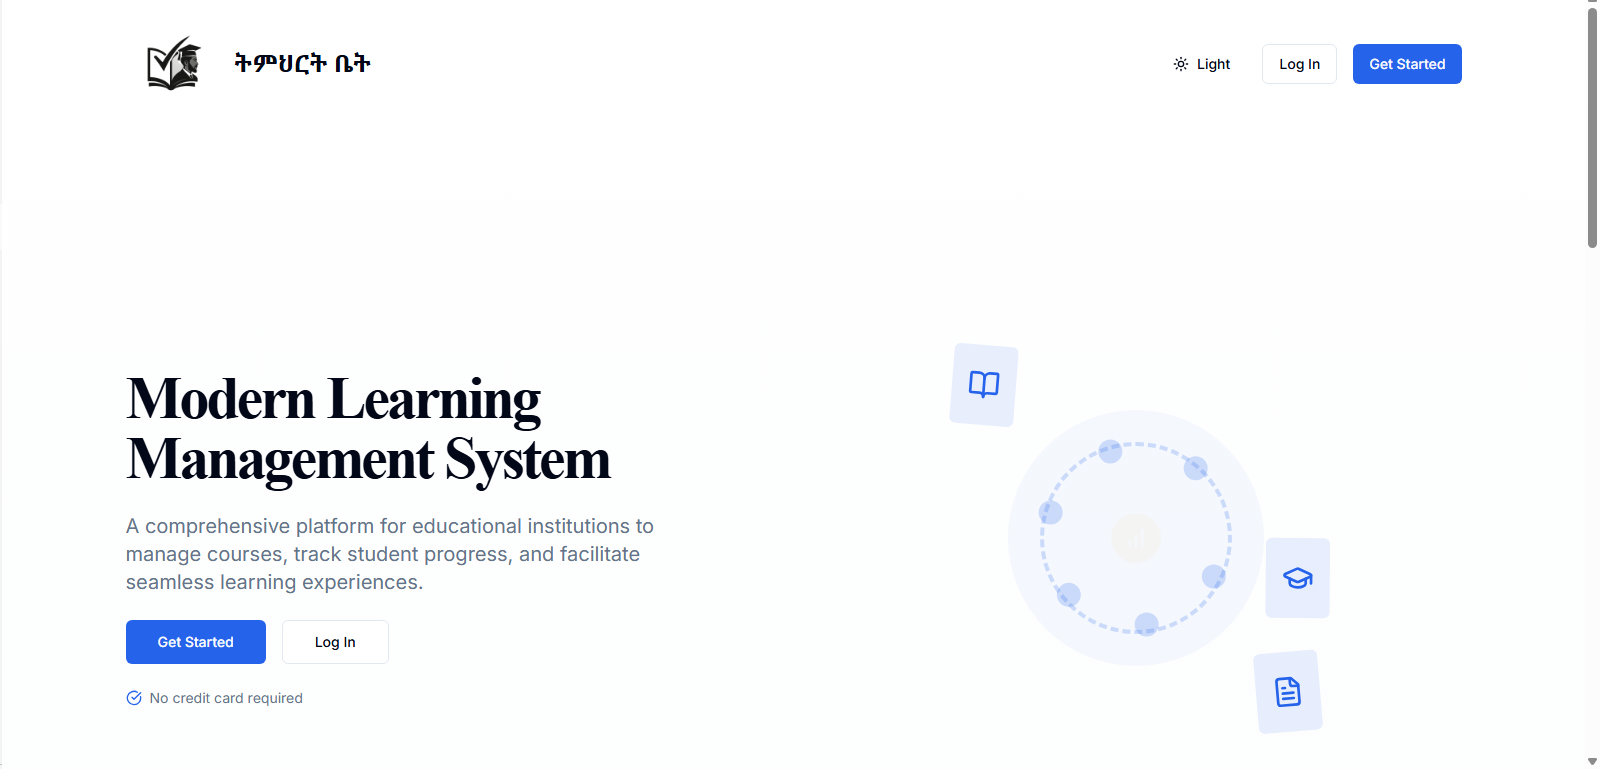 ትምህርት ቤት
Light
Log In
Get Started
Modern Learning
Management System
A comprehensive platform for educational institutions to
manage courses, track student progress, and facilitate
seamless learning experiences.
Get Started
Log In
No credit card required